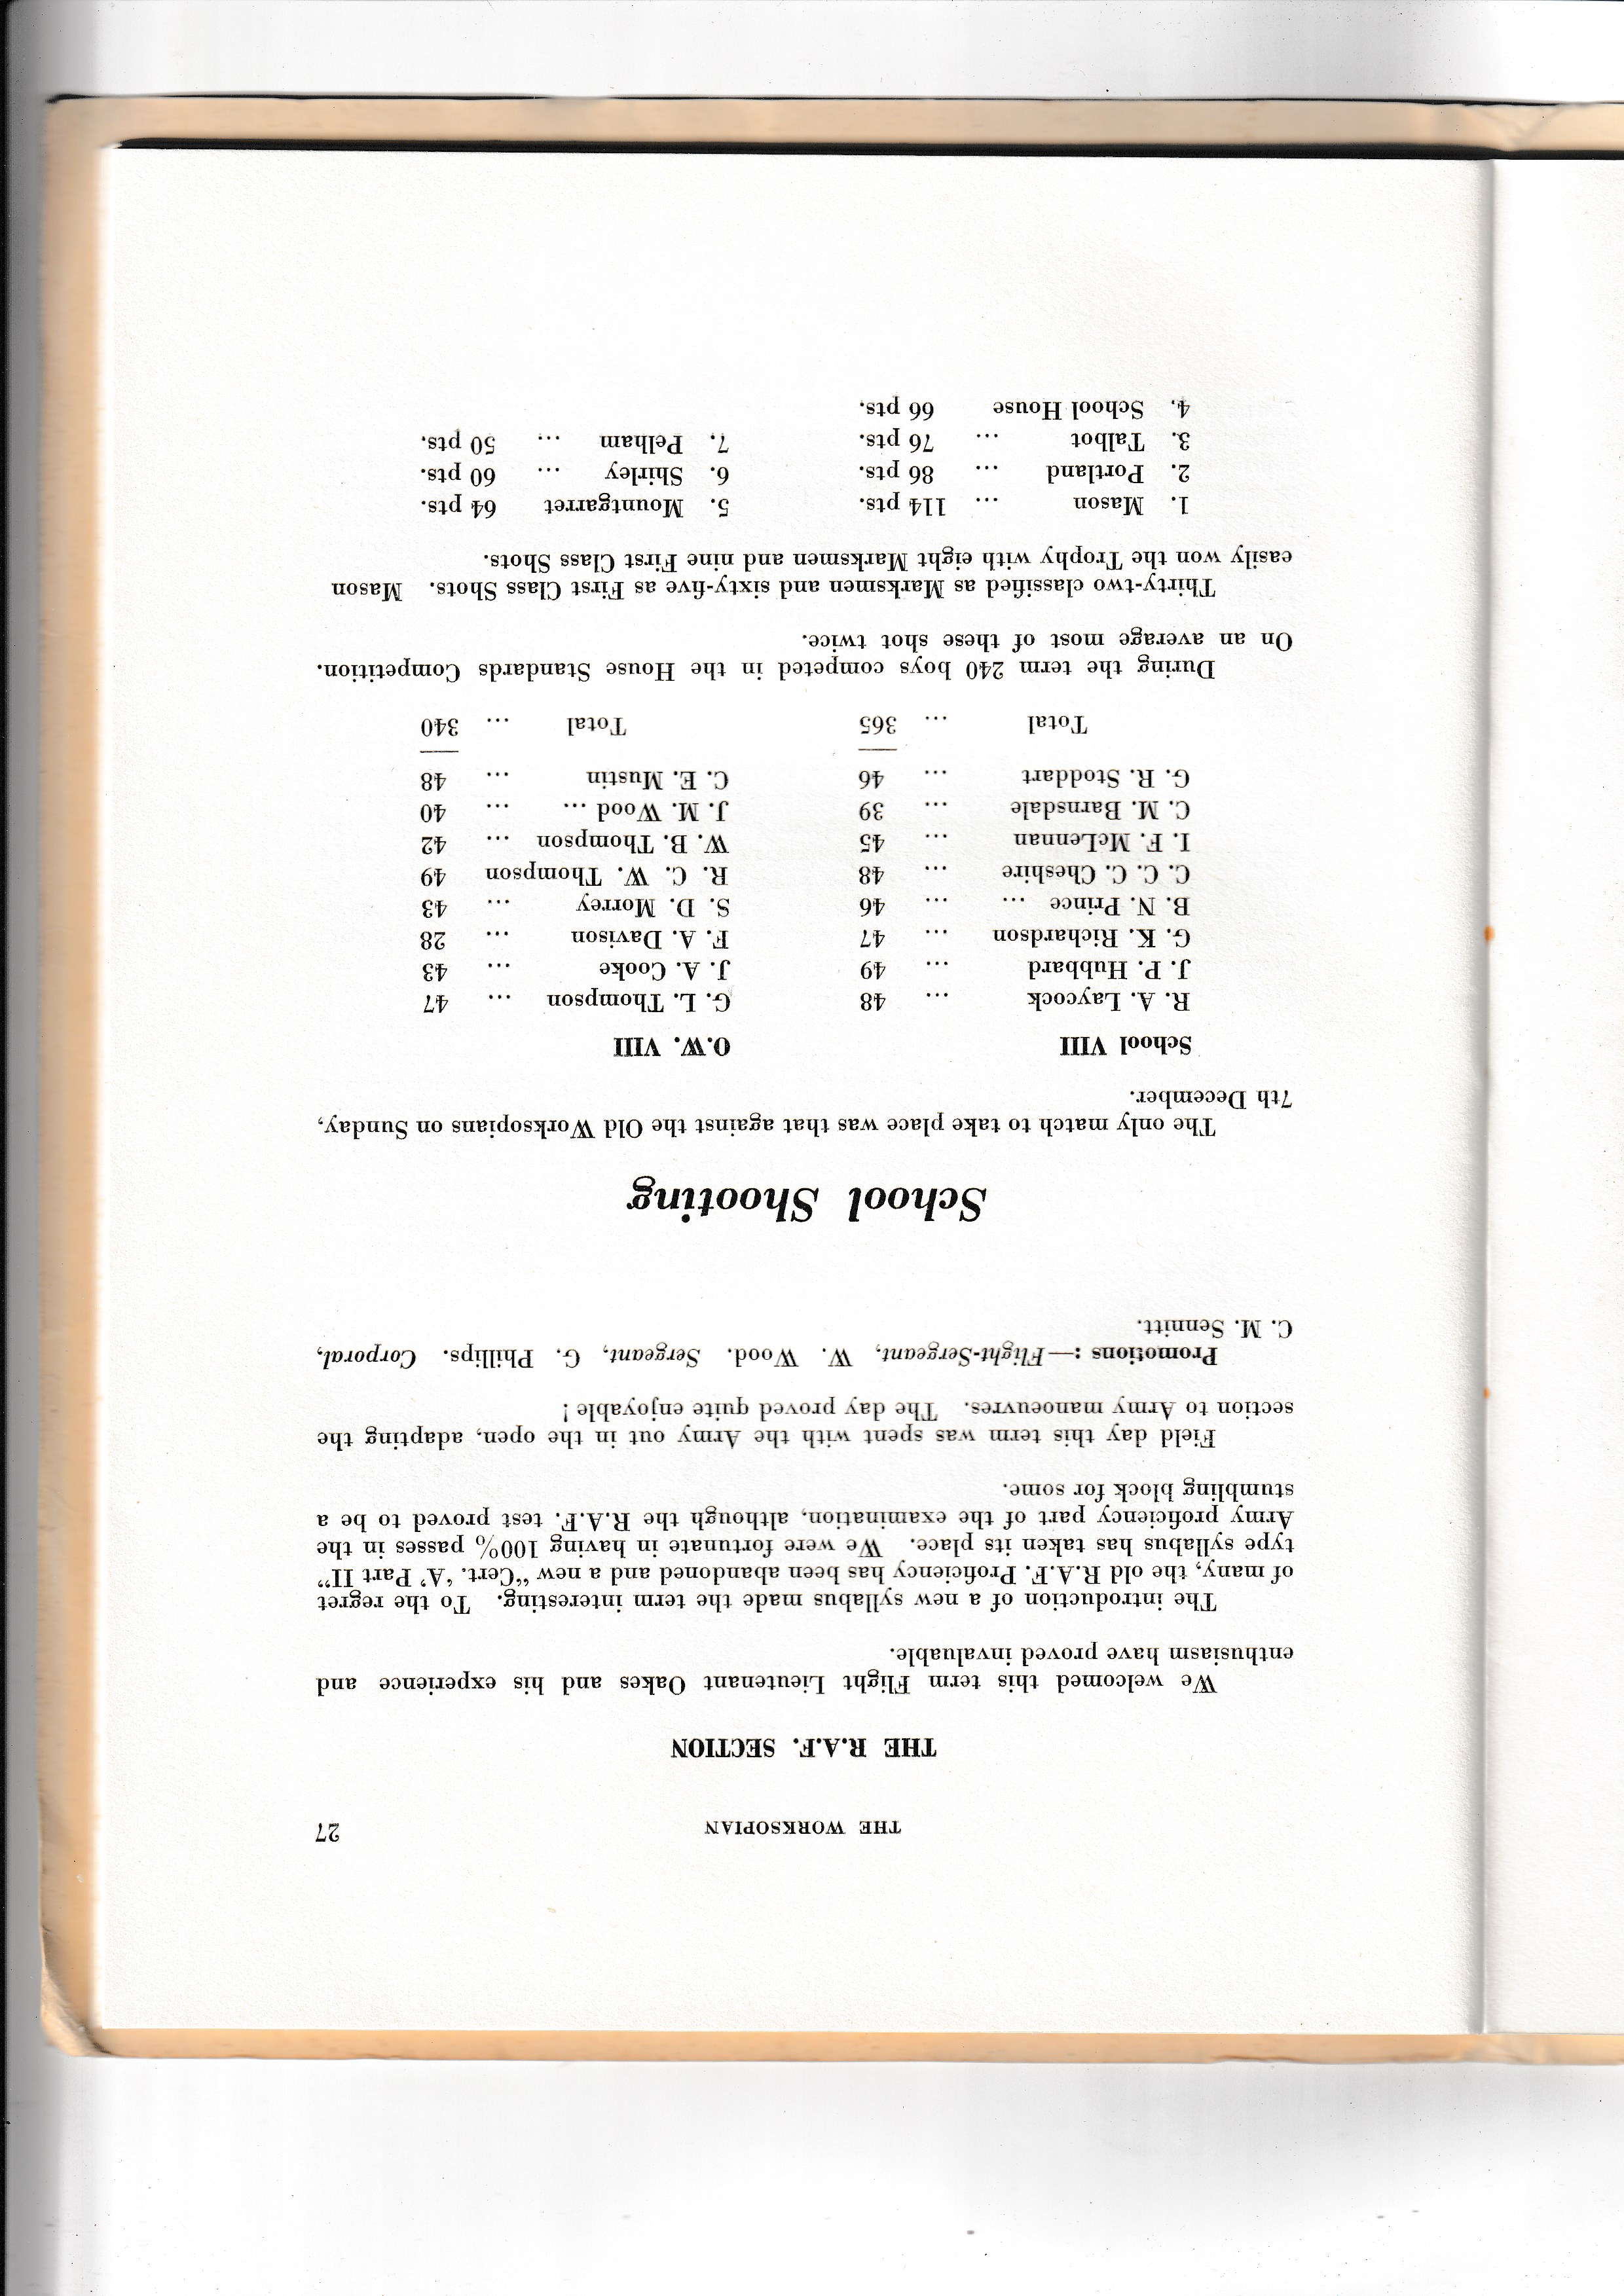 THE WORKSOPIAN 27
THE R.A.F. SECTION
We welcomed this term Flight Lieutenant Oakes and his experience and
enthusiasm have proved invaluable.
The introduction of a new syllabus made the term interesting. To the regret
of many, the old R.A.F. Proficiency has been abandoned and a new "Cert. 'A' Part II"
type syllabus has taken its place. We were fortunate in having 100% passes in the
Army proficiency part of the examination, although the R.A.F. test proved to be a
stumbling block for some.
Field day this term was spent with the Army out in the open, adapting the
section to Army manoeuvres. The day proved quite enjoyable!
Promotions :—Flight-Sergeant, W. Wood. Sergeant, G. Phillips. Corporal,
C. M. Sennitt.
School Shooting
The only match to take place was that against the Old Worksopians on Sunday,
7th December.
School VIII O.W. VIII
R. A. Laycock ... 48 G. L. Thompson ... 47
J. P. Hubbard ... 49 J. A. Cooke ... 43
G. K. Richardson ... 47 F. A. Davison ... 28
B. N. Prince ... ... 46 S. D. Morrey ... 43
C. C. C. Cheshire ... 48 R. C. W. Thompson 49
I. F. McLennan ... 45 W. B. Thompson ... 42
C. M. Barnsdale ... 39 J. M. Wood ... ... 40
G. R. Stoddart ... 46 C. E. Mustin ... 48
Total ... 365 Total ... 340
During the term 240 boys competed in the House Standards Competition.
On an average most of these shot twice.
Thirty-two classified as Marksmen and sixty-five as First Class Shots. Mason
easily won the Trophy with eight Marksmen and nine First Class Shots.
1. Mason ... 114 pts. 5. Mountgarret 64 pts.
2. Portland ... 86 pts. 6. Shirley ... 60 pts.
3. Talbot ... 76 pts. 7. Pelham ... 50 pts.
4. School House 66 pts.